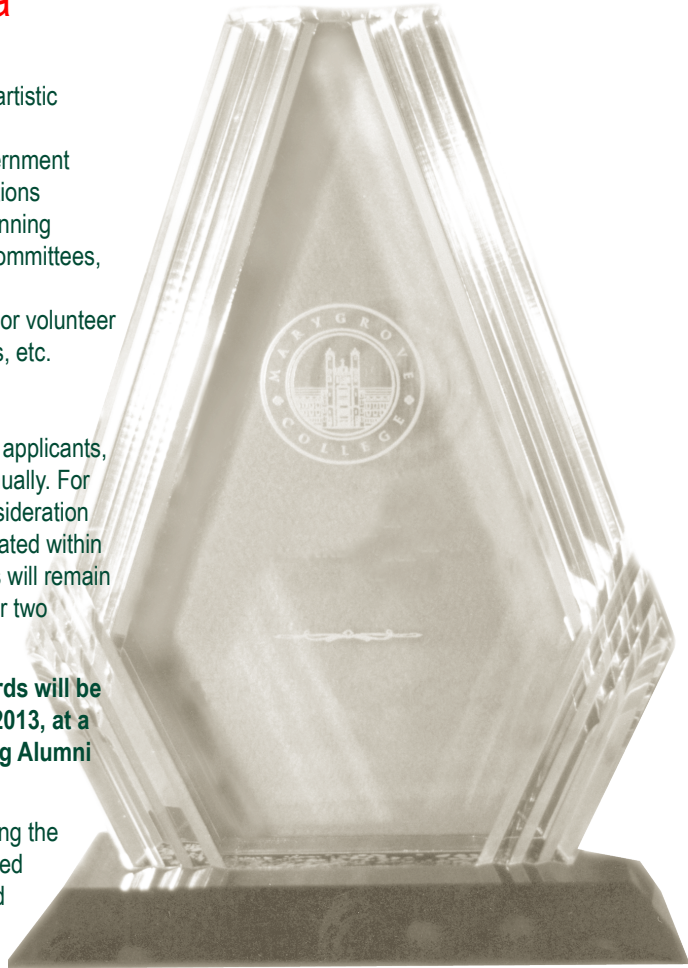 a
artistic
ernment
tions
nning
ommittees,
or volunteer
s, etc.
applicants,
ually. For
sideration
ated within
s will remain
r two
rds will be
2013, at a
g Alumni
ng the
ed
d
MARYGROVE
COLLEGE